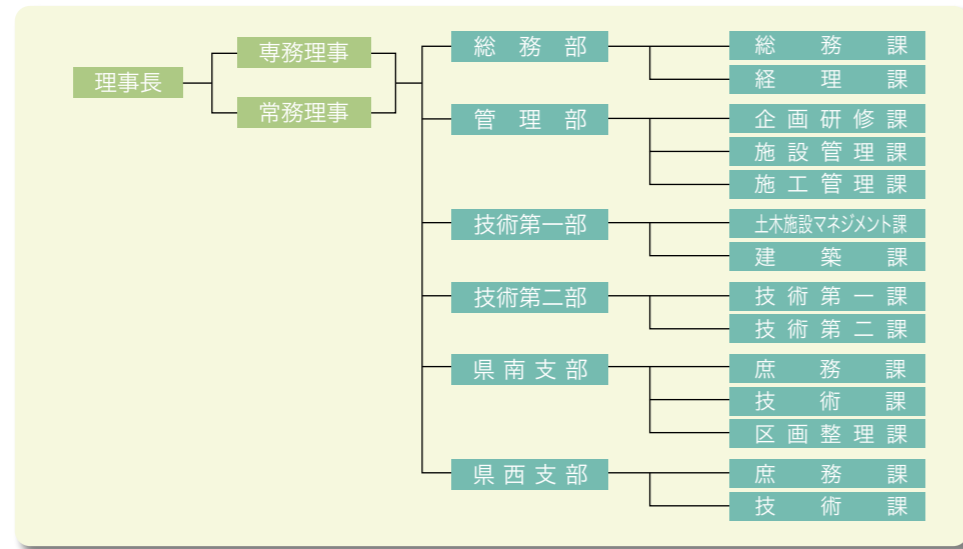 理事長
専務理事
常務理事
総務部
総務課
経理課
管理部
企画研修課
施設管理課
施工管理課
技術第一部
土木施設マネジメント課
建築課
技術第二部
技術第一課
技術第二課
県南支部
庶務課
技術課
区画整理課
県西支部
庶務課
技術課